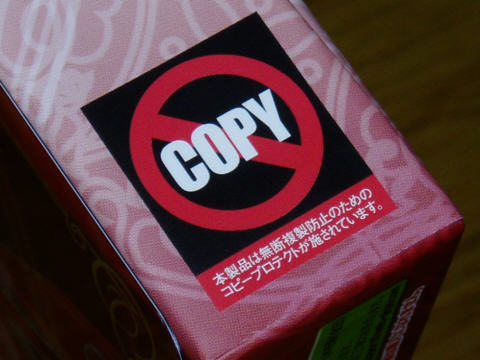 COPY
本製品は無断複製防止のための
コピープロテクトが施されています。